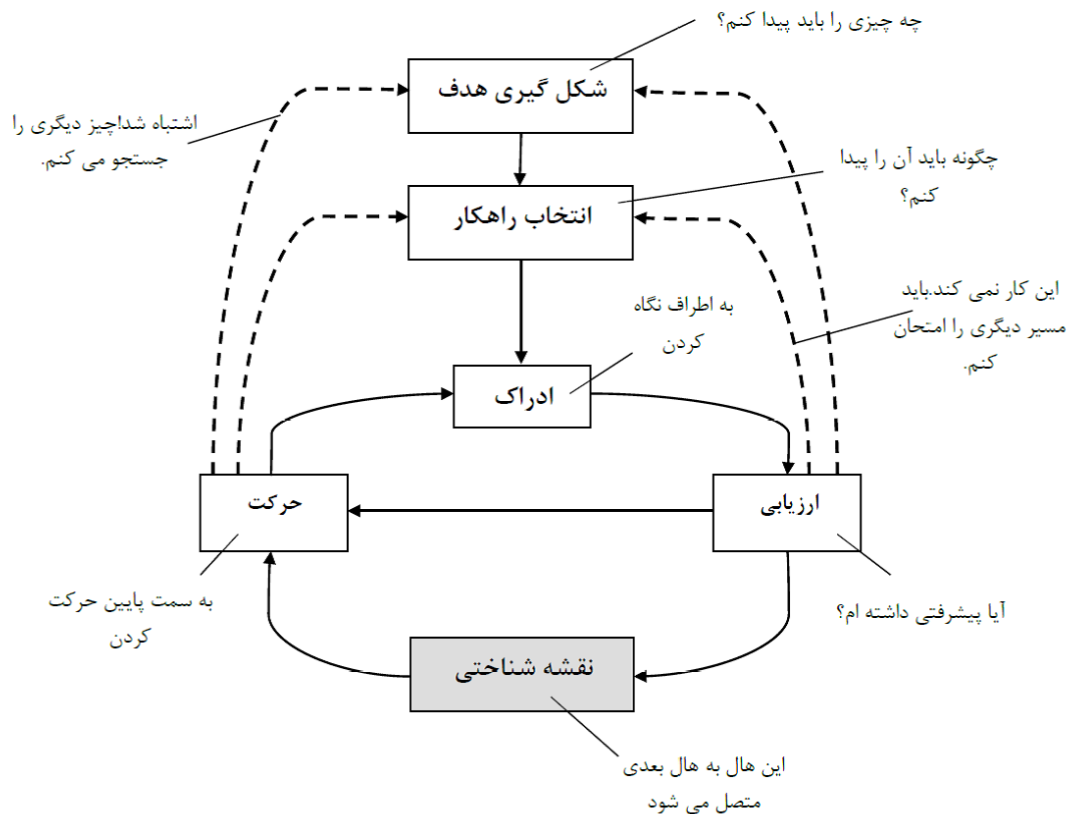 چه چیزی را باید پیدا کنم؟
شکل گیری هدف
اشتباه شد!چیز دیگری را
جستجو می کنم.
چگونه باید آن را پیدا
کنم؟
انتخاب راهکار
این کار نمی کند.باید
مسیر دیگری را امتحان
کنم.
به اطراف نگاه
کردن
ادراک
ارزیابی
حرکت
آیا پیشرفتی داشته ام؟
به سمت پایین حرکت
کردن
نقشه شناختی
این هال به هال بعدی
متصل می شود